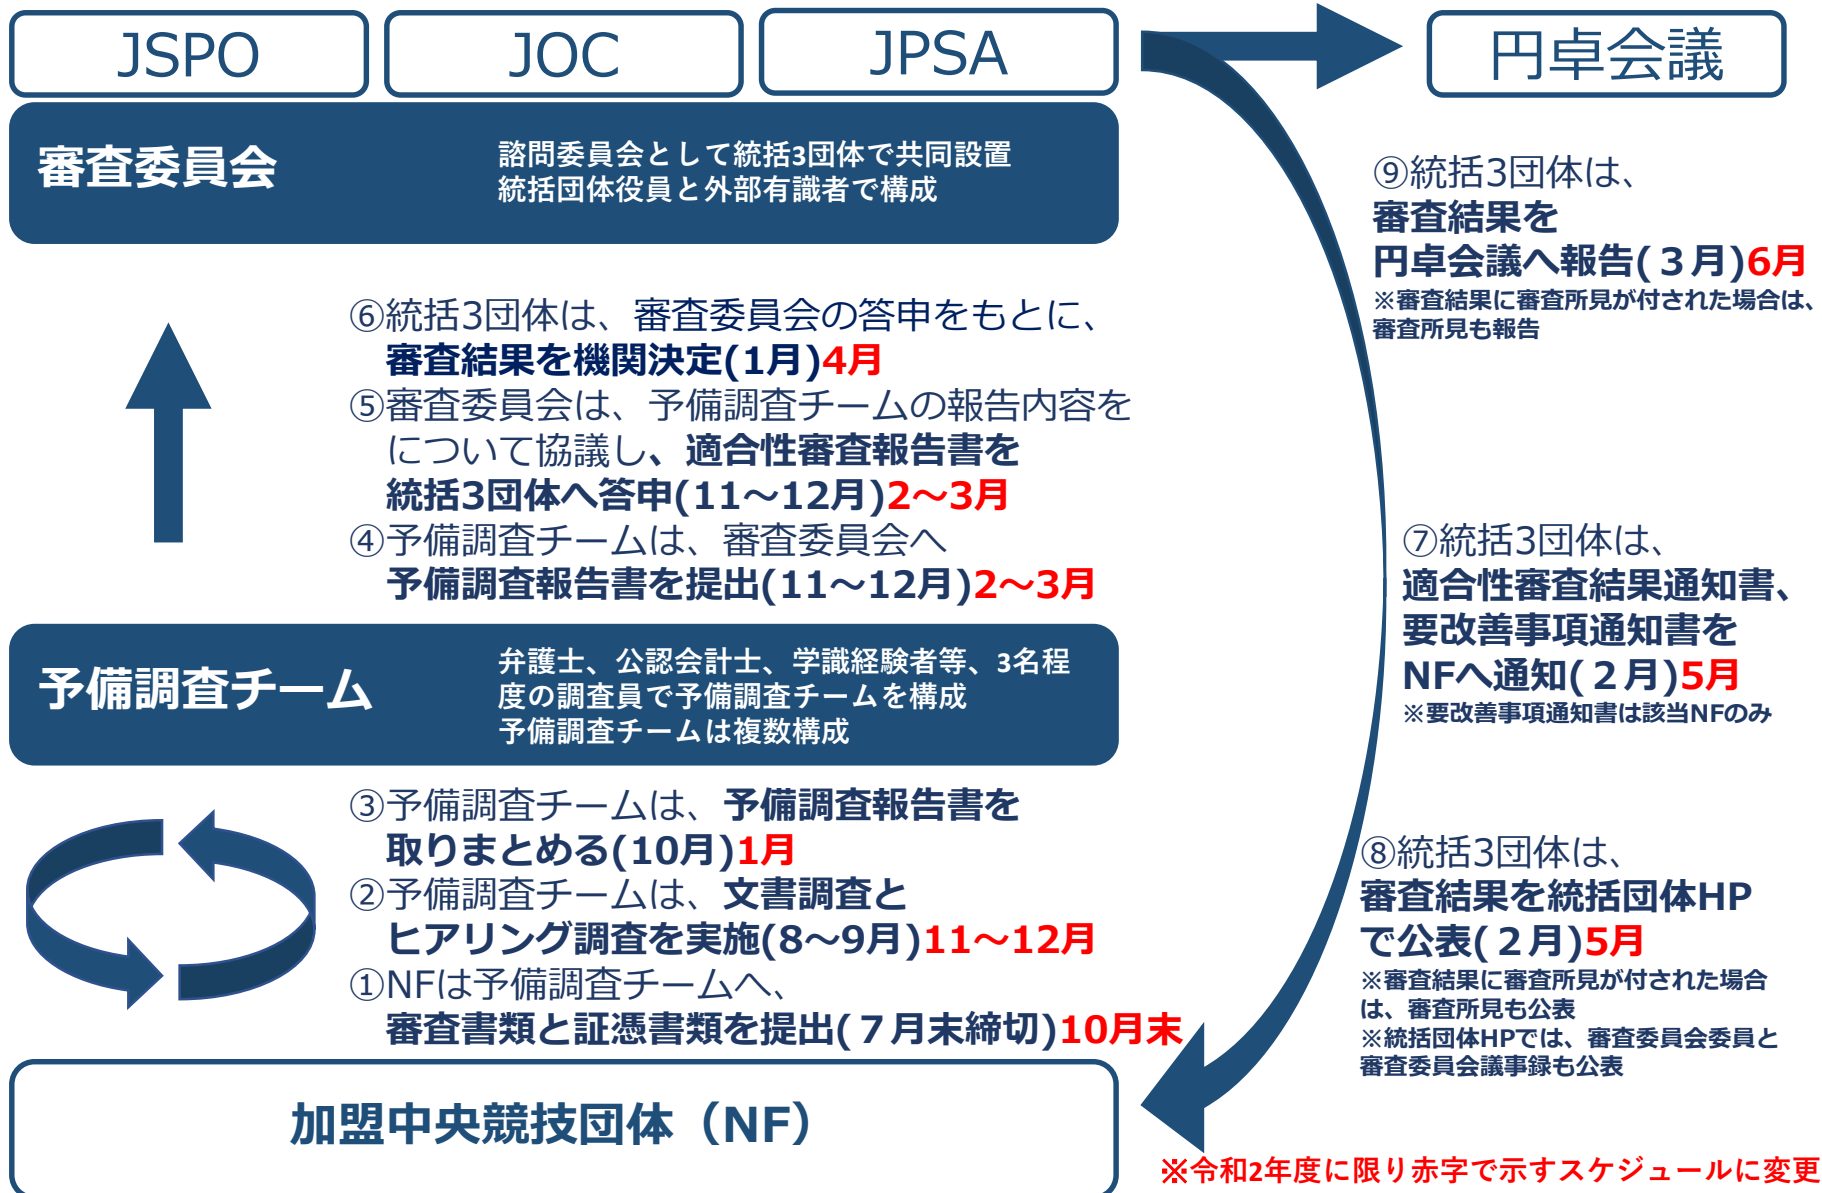 JSPO
JOC
JPSA
円卓会議
審査委員会
諮問委員会として統括3団体で共同設置
統括団体役員と外部有識者で構成
⑥統括3団体は、審査委員会の答申をもとに、
審査結果を機関決定(1月)4月
⑤審査委員会は、予備調査チームの報告内容を
について協議し、適合性審査報告書を
統括3団体へ答申(11～12月)2～3月
④予備調査チームは、審査委員会へ
予備調査報告書を提出(11～12月)2～3月
予備調査チーム
弁護士、公認会計士、学識経験者等、3名程
度の調査員で予備調査チームを構成
予備調査チームは複数構成
③予備調査チームは、予備調査報告書を
取りまとめる(10月)1月
②予備調査チームは、文書調査と
ヒアリング調査を実施(8～9月)11～12月
①NFは予備調査チームへ、
審査書類と証憑書類を提出(７月末締切)10月末
加盟中央競技団体（NF）
⑨統括3団体は、
審査結果を
円卓会議へ報告(３月)6月
※審査結果に審査所見が付された場合は、
審査所見も報告
⑦統括3団体は、
適合性審査結果通知書、
要改善事項通知書を
NFへ通知(２月)5月
※要改善事項通知書は該当NFのみ
⑧統括3団体は、
審査結果を統括団体HP
で公表(２月)5月
※審査結果に審査所見が付された場合
は、審査所見も公表
※統括団体HPでは、審査委員会委員と
審査委員会議事録も公表
※令和2年度に限り赤字で示すスケジュールに変更